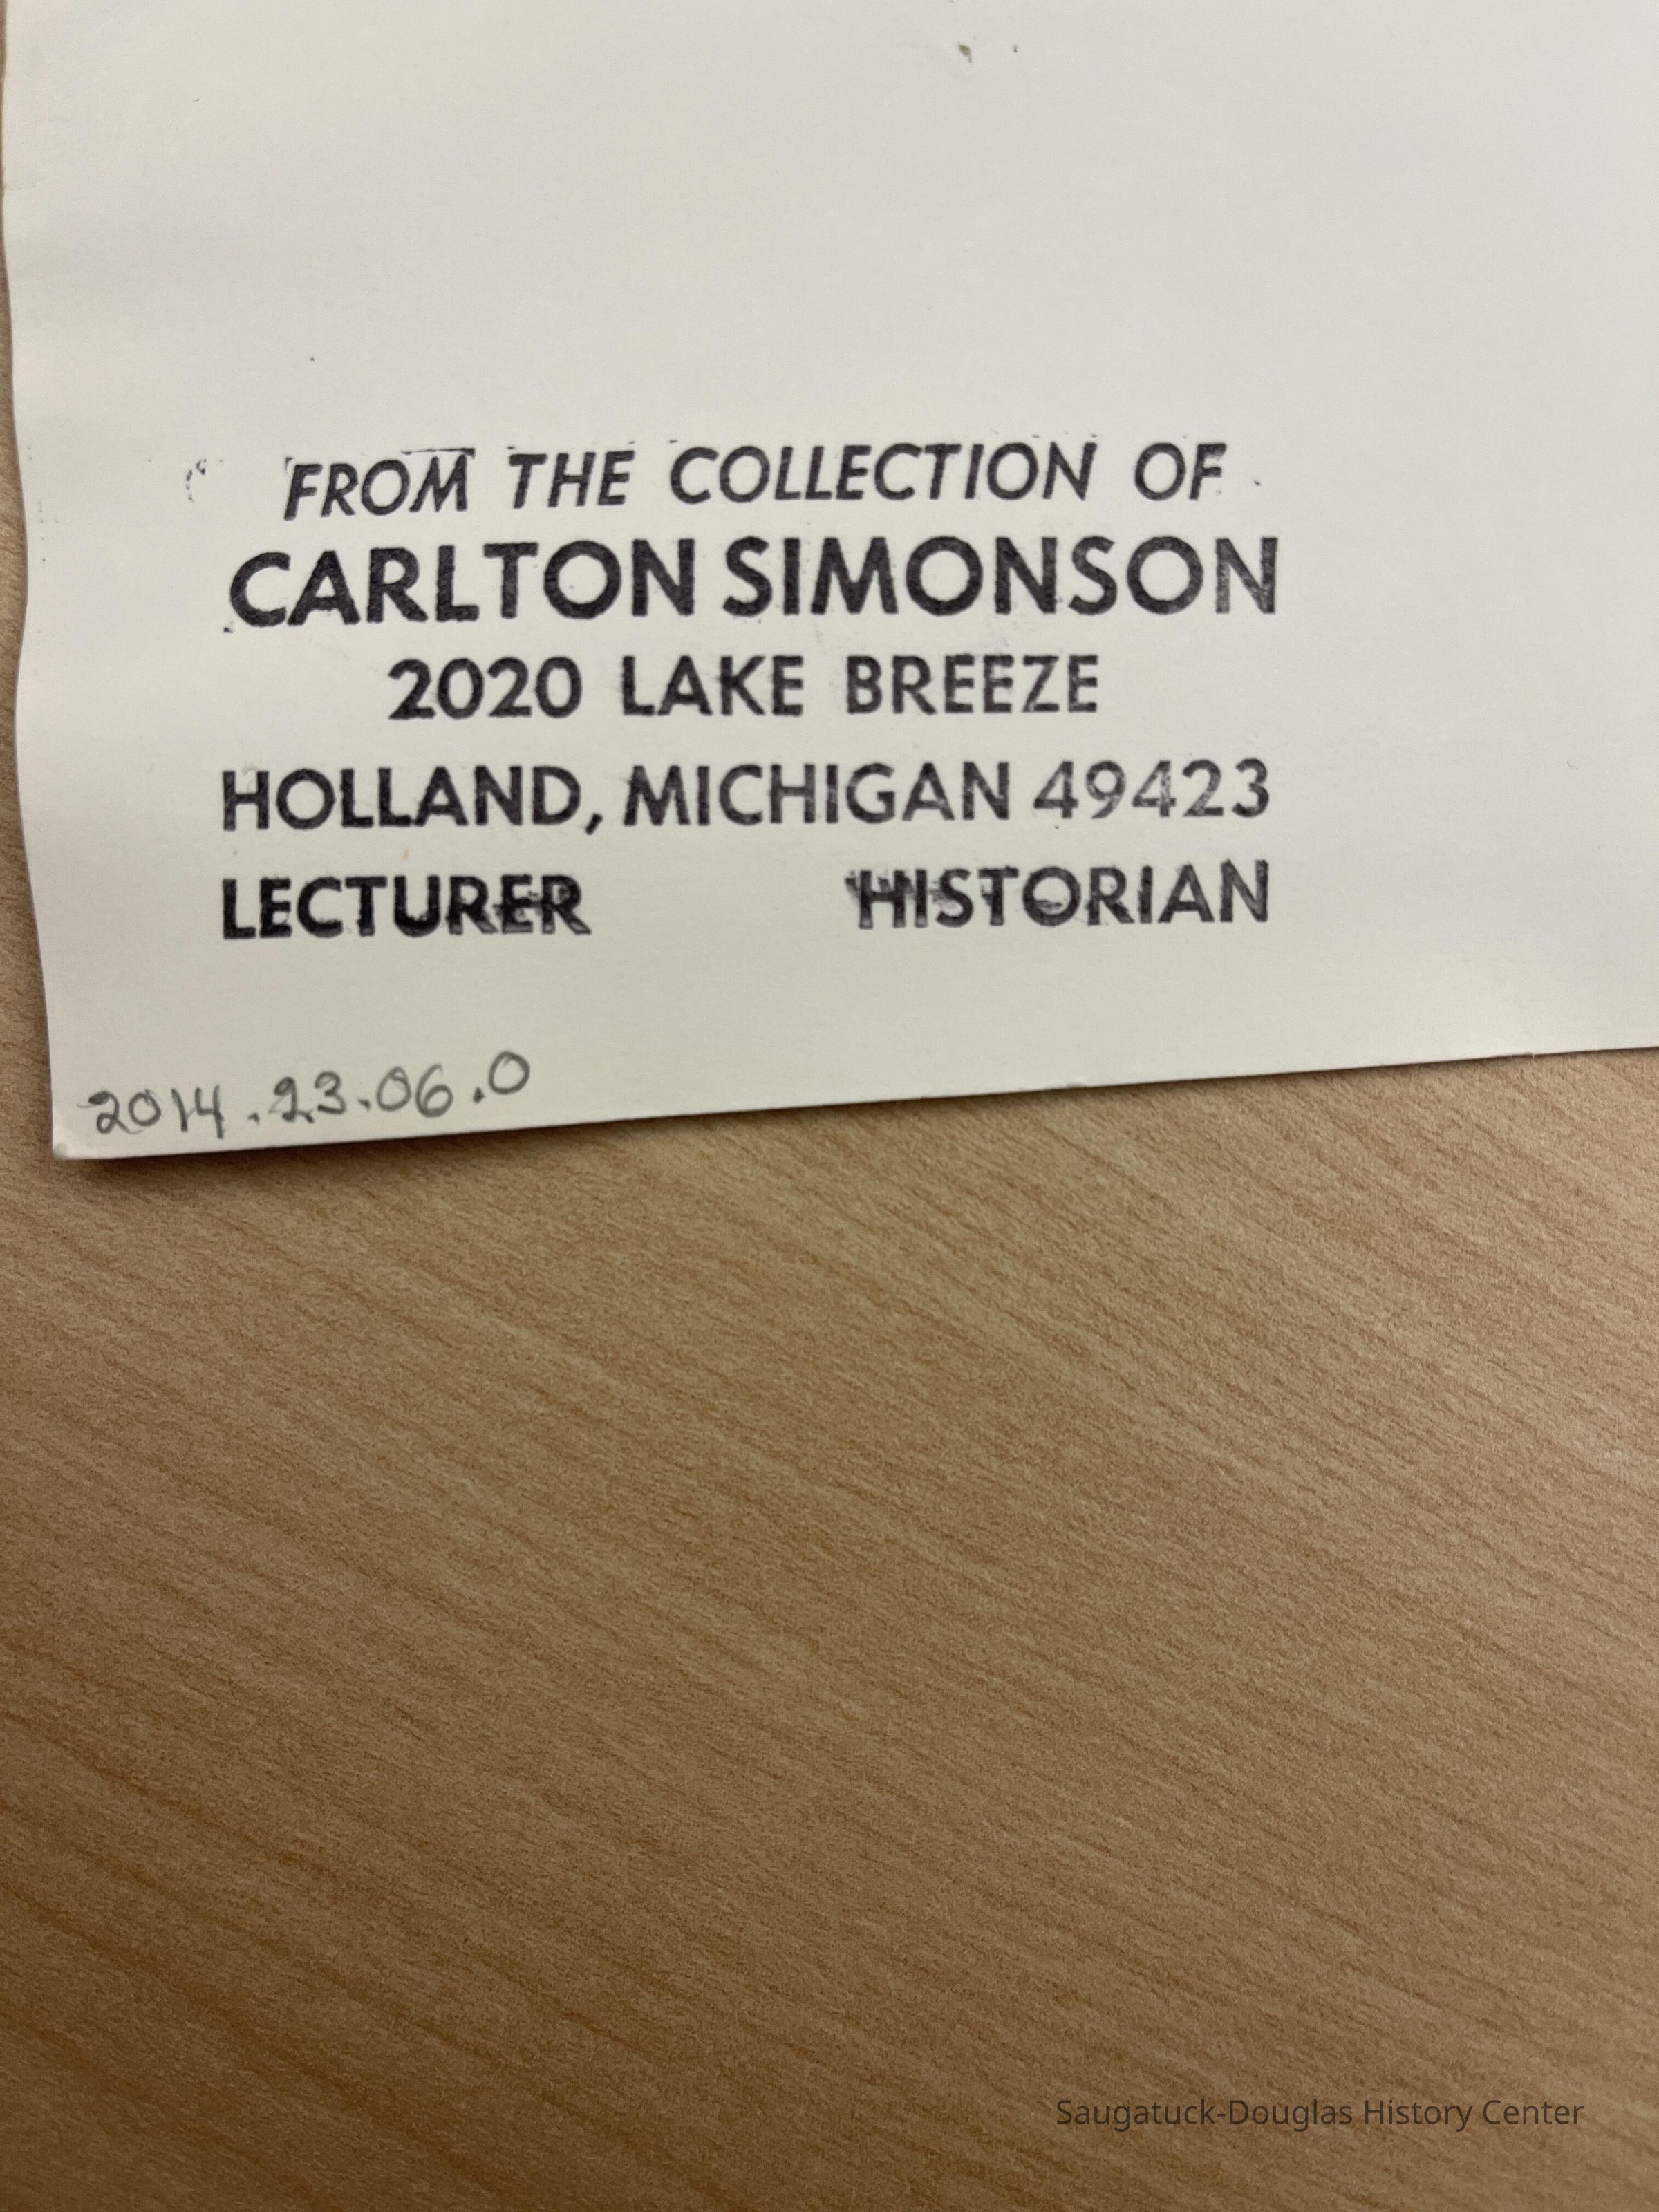 FROM THE COLLECTION OF
CARLTON SIMONSON
2020 LAKE BREEZE
HOLLAND, MICHIGAN 49423
LECTURER HISTORIAN
2014.23.06.0
Saugatuck-Douglas History Center